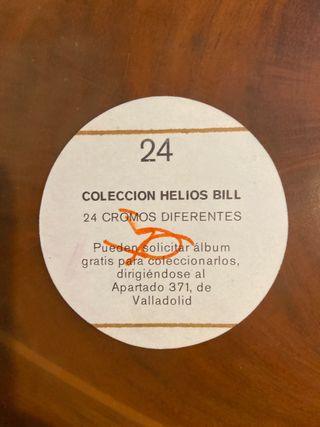 24
COLECCION HELIOS BILL
24 CROMOS DIFERENTES
Pueden solicitar álbum
gratis para coleccionarlos,
dirigiéndose al
Apartado 371, de
Valladolid